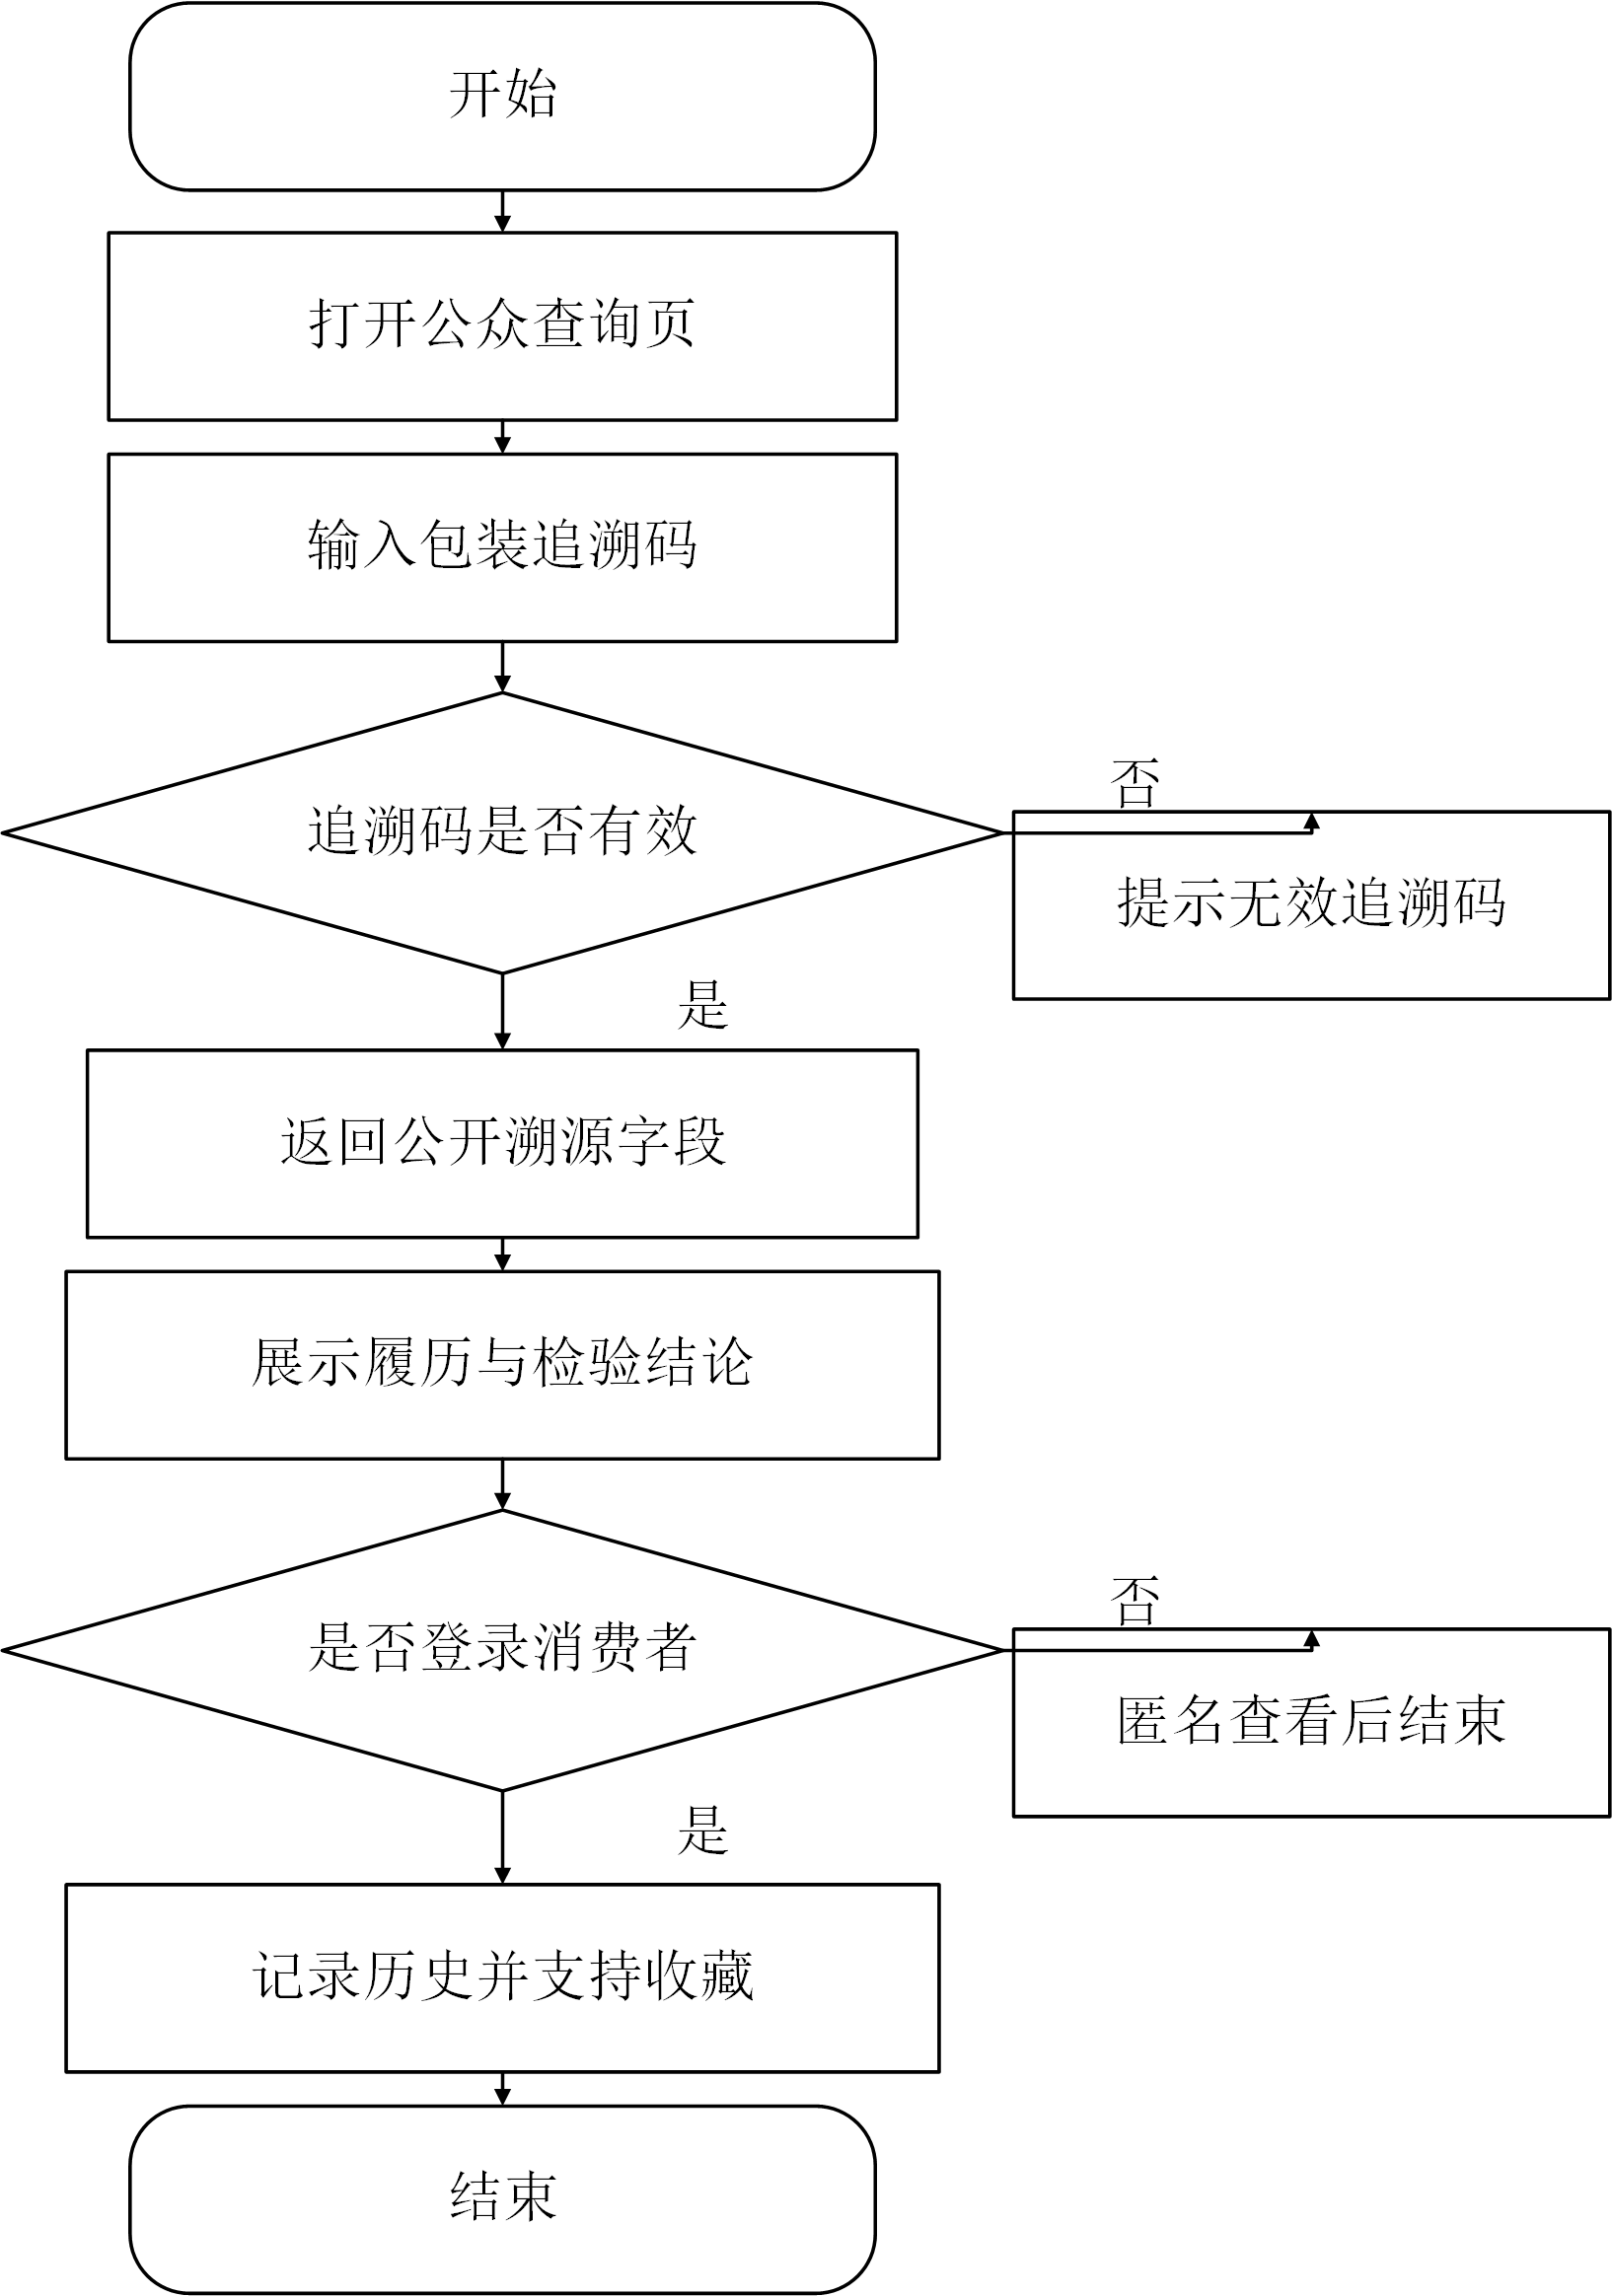 开始
打开公众查询页
输入包装追溯码
追溯码是否有效
否
提示无效追溯码
是
返回公开溯源字段
展示履历与检验结论
是否登录消费者
否
匿名查看后结束
是
记录历史并支持收藏
结束